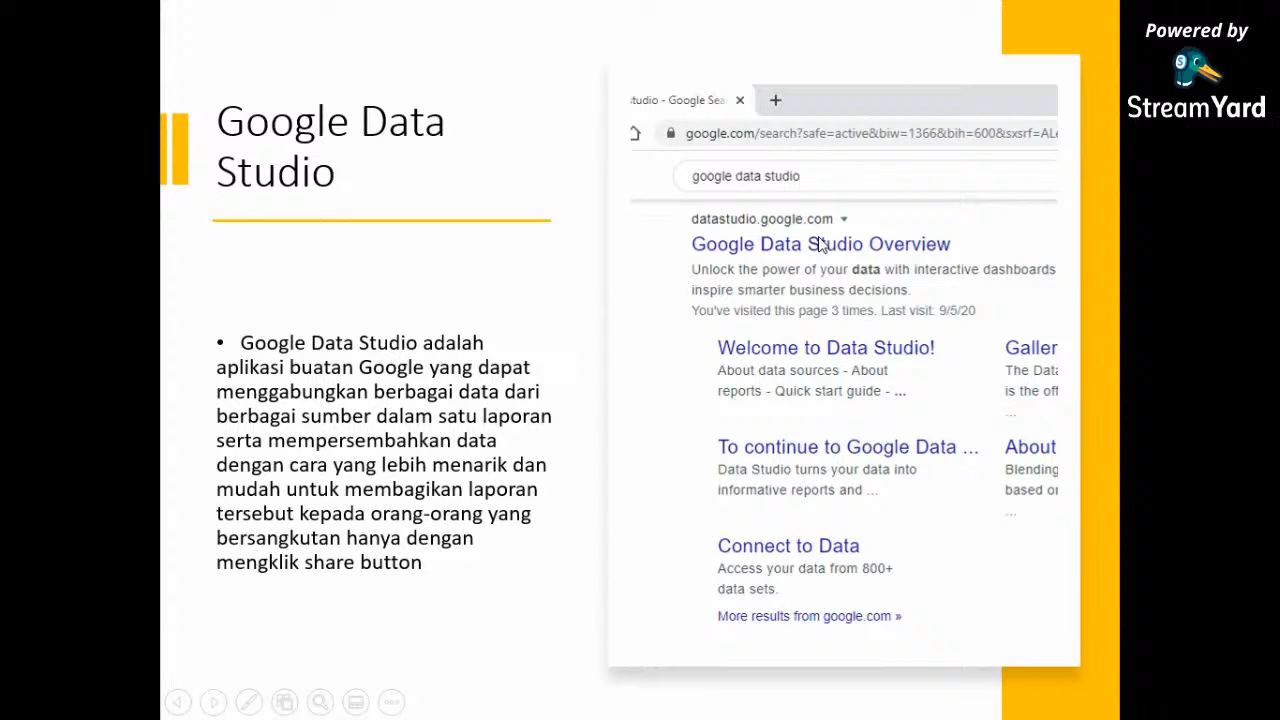 Powered by
StreamYard
Google Data
Studio
• Google Data Studio adalah
aplikasi buatan Google yang dapat
menggabungkan berbagai data dari
berbagai sumber dalam satu laporan
serta mempersembahkan data
dengan cara yang lebih menarik dan
mudah untuk membagikan laporan
tersebut kepada orang-orang yang
bersangkutan hanya dengan
mengklik share button
tudio - Google Sea
google.com/search?safe=active&biw=1366&bih=600&sxsrf=AL
google data studio
datastudio.google.com
Google Data Studio Overview
Unlock the power of your data with interactive dashboards
inspire smarter business decisions.
You've visited this page 3 times. Last visit: 9/5/20
Welcome to Data Studio!
About data sources - About
reports - Quick start guide - ...
Galler
The Data
is the off
...
To continue to Google Data ...
Data Studio turns your data into
informative reports and ...
About
Blending
based on
...
Connect to Data
Access your data from 800+
data sets.
More results from google.com »